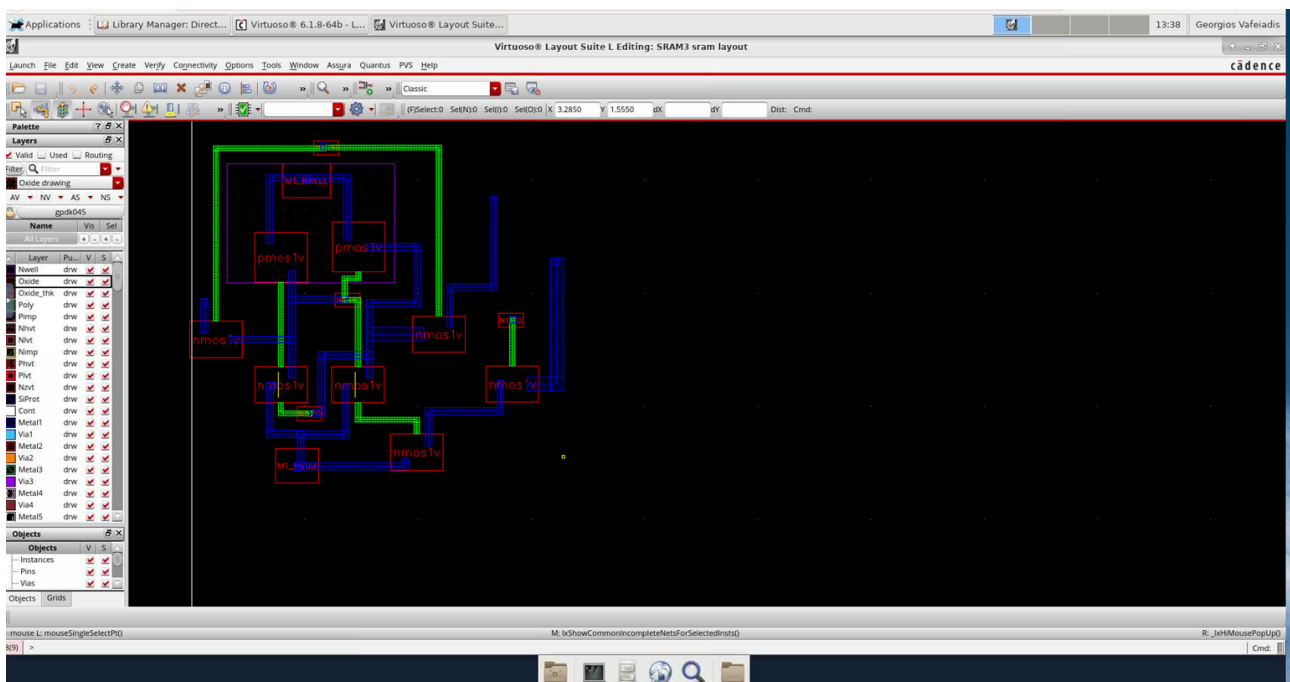 Applications : Library Manager: Direct... Virtuoso® 6.1.8-64b - L... Virtuoso® Layout Suite... 13:38 Georgios Vafeiadis
Virtuoso® Layout Suite L Editing: SRAM3 sram layout
Launch File Edit View Create Verify Connectivity Options Tools Window Assura Quantus PVS Help cādence
» » » Classic
» (F)Select:0 Sel(N):0 Sel(I):0 Sel(O):0 X 3.2850 Y 1.5550 dX dY Dist: Cmd:
Palette ? X
Layers X
Valid Used Routing
Filter Filter
Oxide drawing
AV NV AS NS
gpdk045
Name Vis Sel
All Layers + - + -
Layer Pu... V S
Nwell drw
Oxide drw
Oxide_thk drw
Poly drw
Pimp drw
Nhvt drw
Nlvt drw
Nimp drw
Phvt drw
Plvt drw
Nzvt drw
SiProt drw
Cont drw
Metal1 drw
Via1 drw
Metal2 drw
Via2 drw
Metal3 drw
Via3 drw
Metal4 drw
Via4 drw
Metal5 drw
Objects X
Objects V S
Instances
Pins
Vias
Objects Grids
M1_NWELL
pmos1v
pmos1v
nmos1v
nmos1v
nmos1v
nmos1v
nmos1v
nmos1v
mouse L: mouseSingleSelectPt() M: lxShowCommonIncompleteNetsForSelectedInsts() R: _lxHiMousePopUp()
8(9) > Cmd: